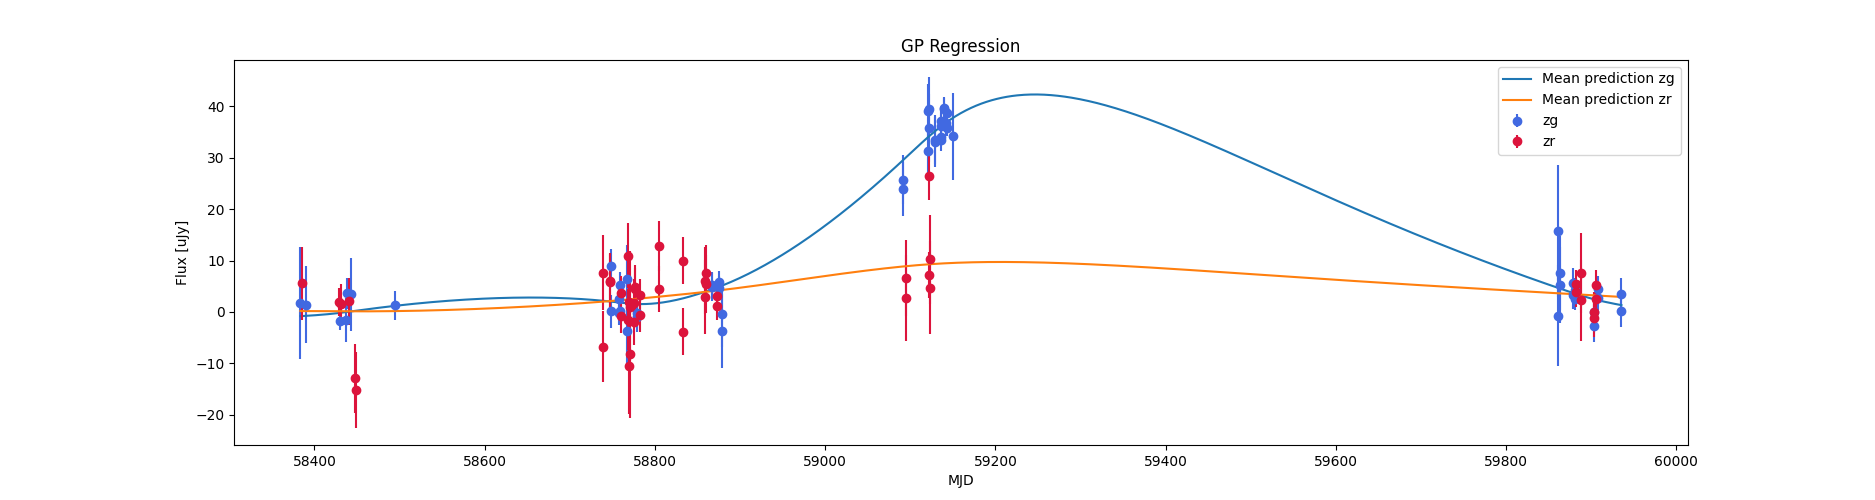 GP Regression
Flux [uJy]
40
30
20
10
0
−10
−20
58400 58600 58800 59000 59200 59400 59600 59800 60000
MJD
Mean prediction zg
Mean prediction zr
zg
zr